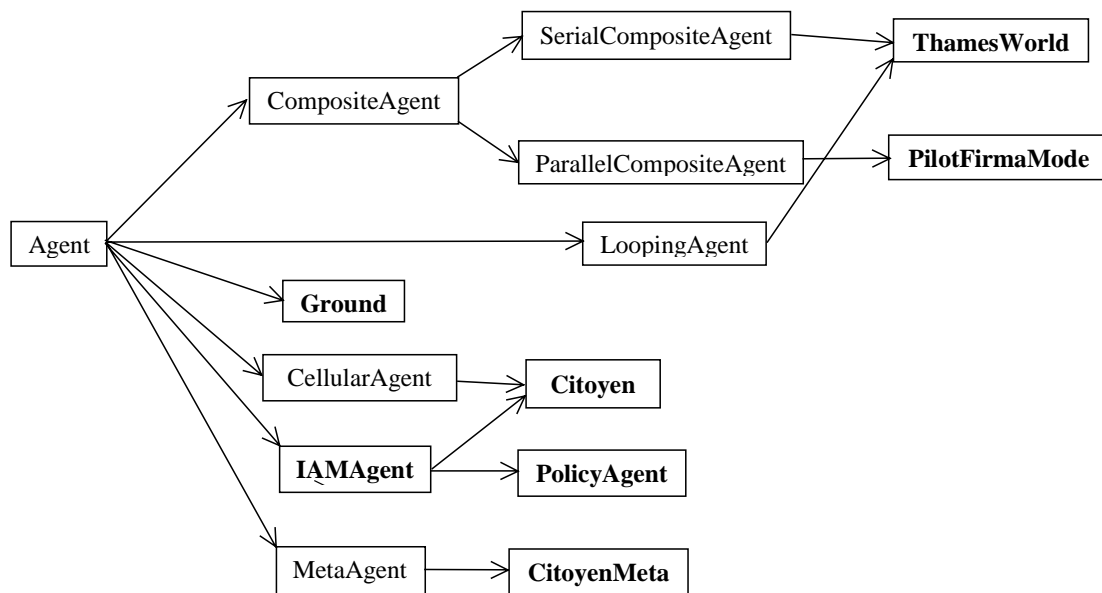 SerialCompositeAgent
ThamesWorld
CompositeAgent
ParallelCompositeAgent
PilotFirmaMode
Agent
LoopingAgent
Ground
CellularAgent
Citoyen
IAMAgent
PolicyAgent
MetaAgent
CitoyenMeta